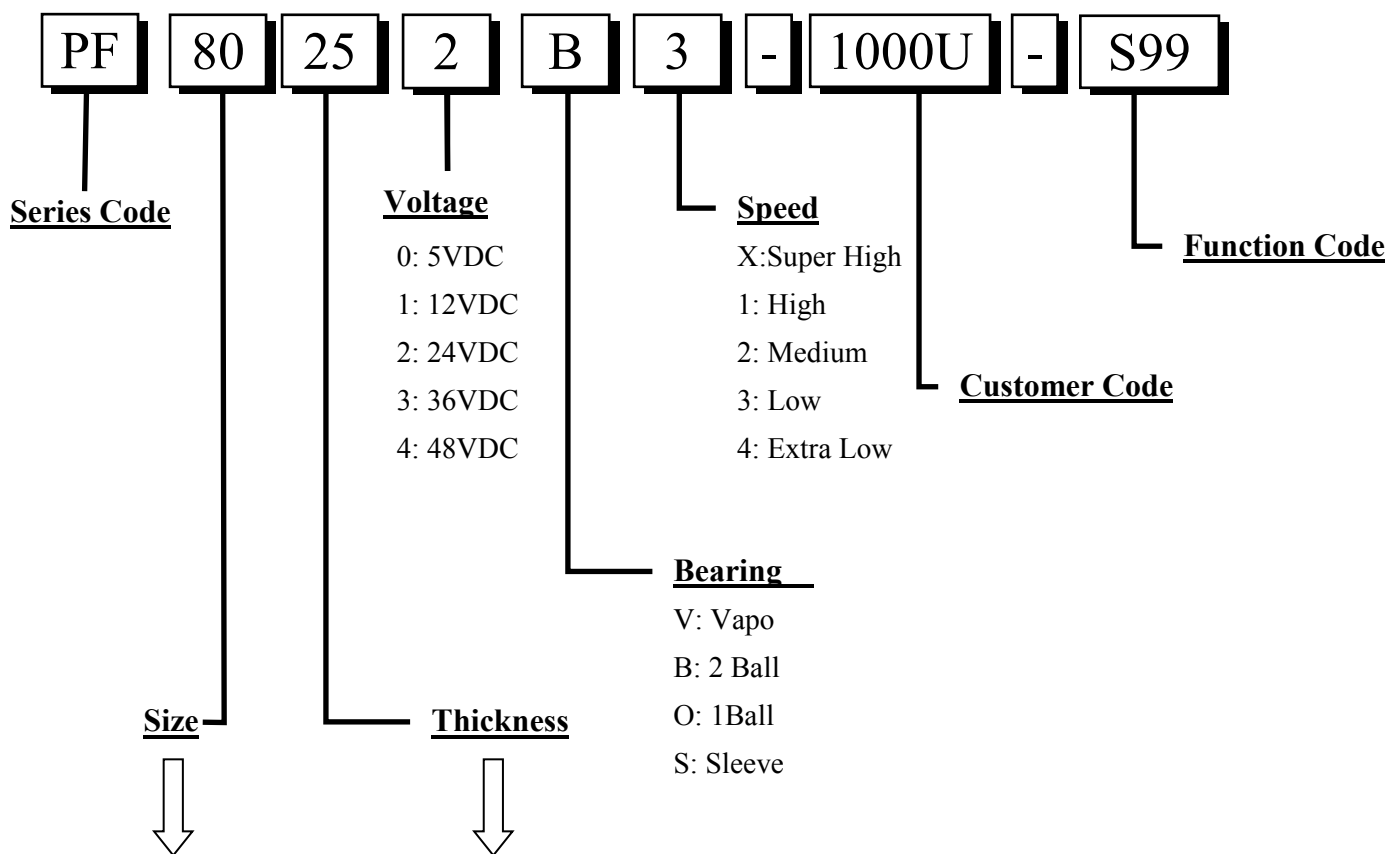 PF 80 25 2 B 3 - 1000U - S99
Series Code
Voltage
0: 5VDC
1: 12VDC
2: 24VDC
3: 36VDC
4: 48VDC
Speed
X:Super High
1: High
2: Medium
3: Low
4: Extra Low
Function Code
Customer Code
Bearing
V: Vapo
B: 2 Ball
O: 1Ball
S: Sleeve
Size
Thickness